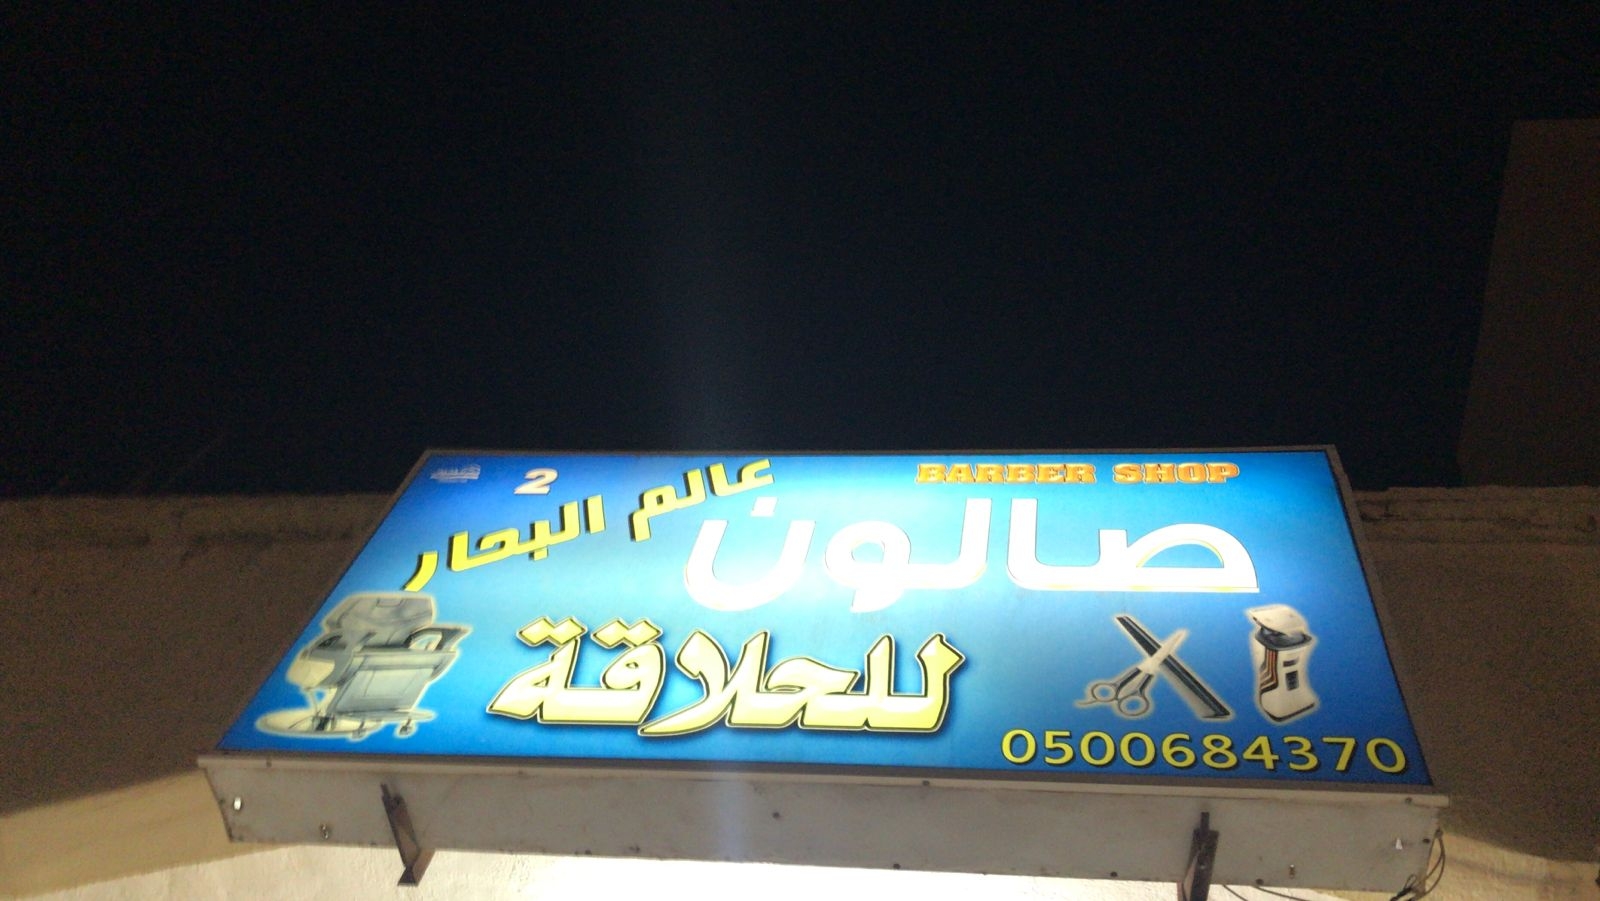 BARBER SHOP
صالون
عالم البحار
2
للحلاقة
0500684370